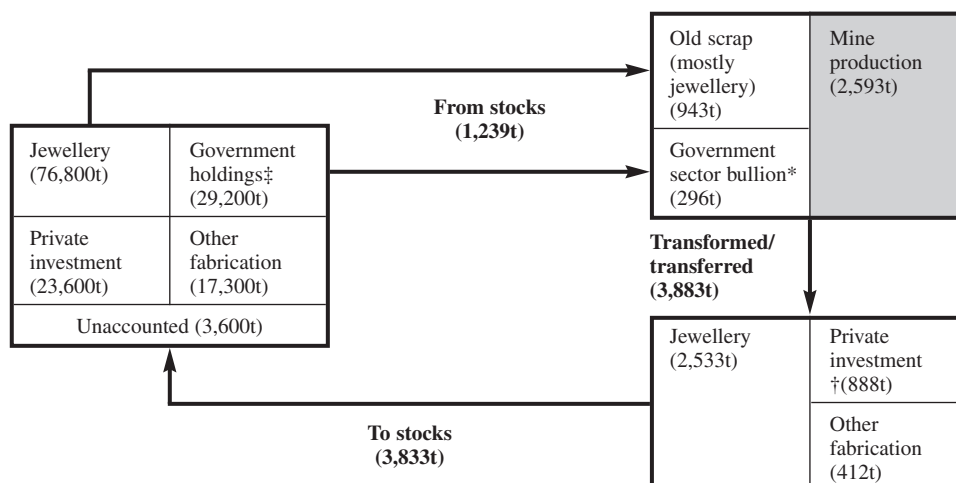 Old scrap
(mostly
jewellery)
(943t)
Mine
production
(2,593t)
From stocks
(1,239t)
Jewellery
(76,800t)
Government
holdings‡
(29,200t)
Government
sector bullion*
(296t)
Private
investment
(23,600t)
Other
fabrication
(17,300t)
Transformed/
transferred
(3,883t)
Unaccounted (3,600t)
Jewellery
(2,533t)
Private
investment
†(888t)
To stocks
(3,833t)
Other
fabrication
(412t)